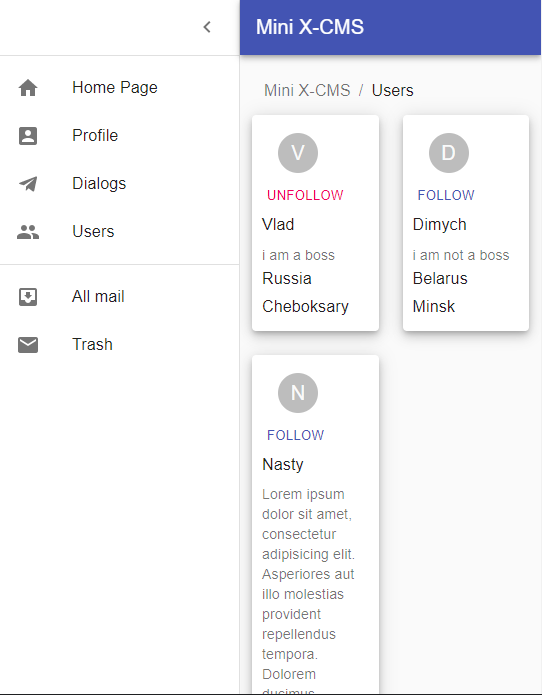 Mini X-CMS
Home Page
Profile
Dialogs
Users
All mail
Trash
Mini X-CMS / Users
V
UNFOLLOW
Vlad
i am a boss
Russia
Cheboksary
D
FOLLOW
Dimych
i am not a boss
Belarus
Minsk
N
FOLLOW
Nasty
Lorem ipsum
dolor sit amet,
consectetur
adipisicing elit.
Asperiores aut
illo molestias
provident
repellendus
tempora.
Dolorem
ducimus